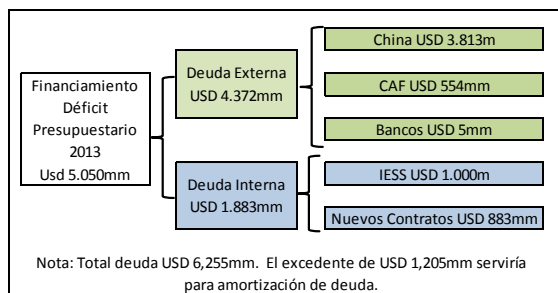 Financiamiento
Déficit
Presupuestario
2013
Usd 5.050mm
Deuda Externa
USD 4.372mm
China USD 3.813m
CAF USD 554mm
Bancos USD 5mm
Deuda Interna
USD 1.883mm
IESS USD 1.000m
Nuevos Contratos USD 883mm
Nota: Total deuda USD 6,255mm.  El excedente de USD 1,205mm serviría
para amortización de deuda.